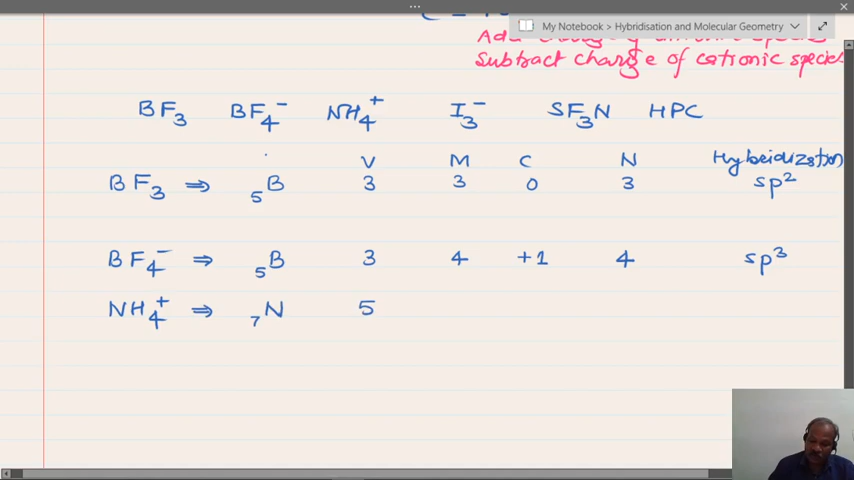 My Notebook > Hybridisation and Molecular Geometry
Subtract charge of cationic species
BF₃ BF₄⁻ NH₄⁺ I₃⁻ SF₃N HPC
V M C N Hybridization
BF₃ ⇒ ₅B 3 3 0 3 sp²
BF₄⁻ ⇒ ₅B 3 4 +1 4 sp³
NH₄⁺ ⇒ ₇N 5